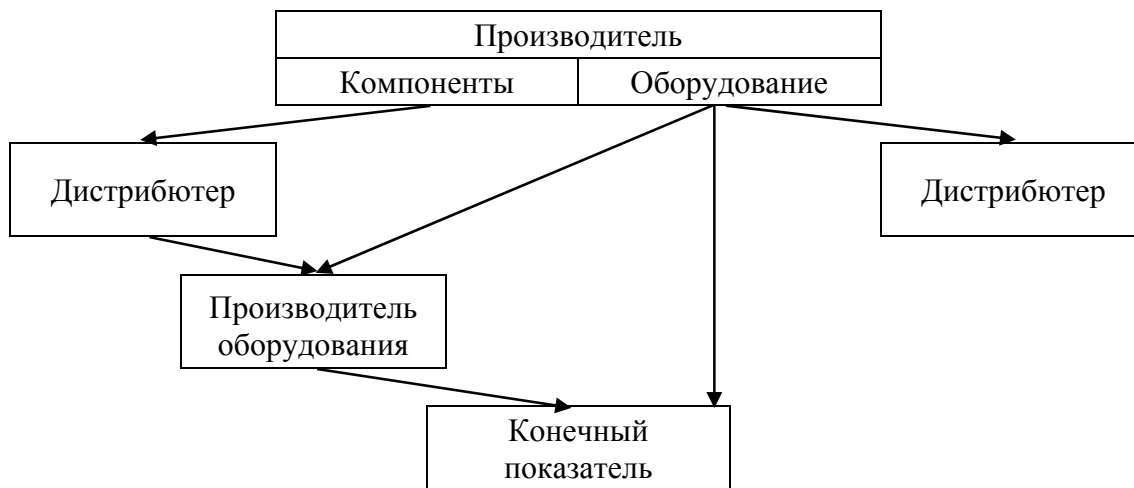 Производитель
Компоненты
Оборудование
Дистрибютер
Дистрибютер
Производитель
оборудования
Конечный
показатель